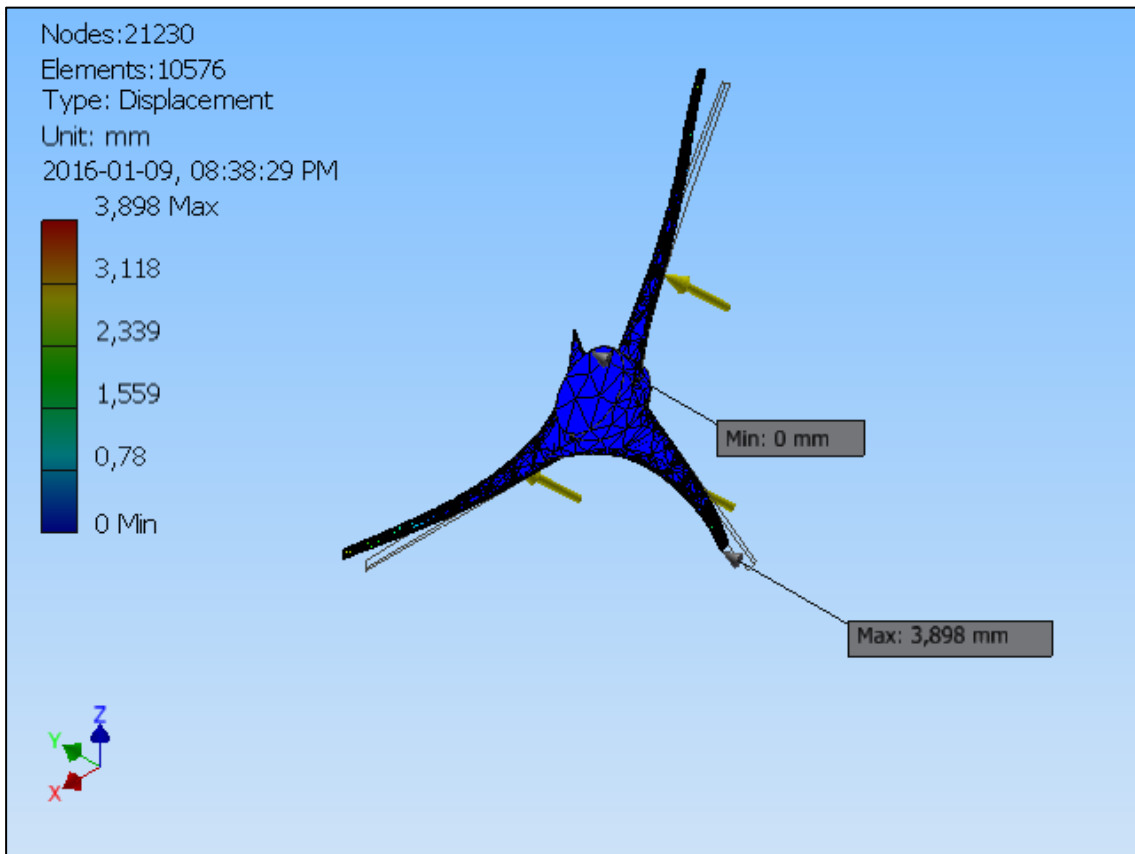 Nodes:21230
Elements:10576
Type: Displacement
Unit: mm
2016-01-09, 08:38:29 PM
3,898 Max
3,118
2,339
1,559
0,78
0 Min
Min: 0 mm
Max: 3,898 mm
Z
Y
X